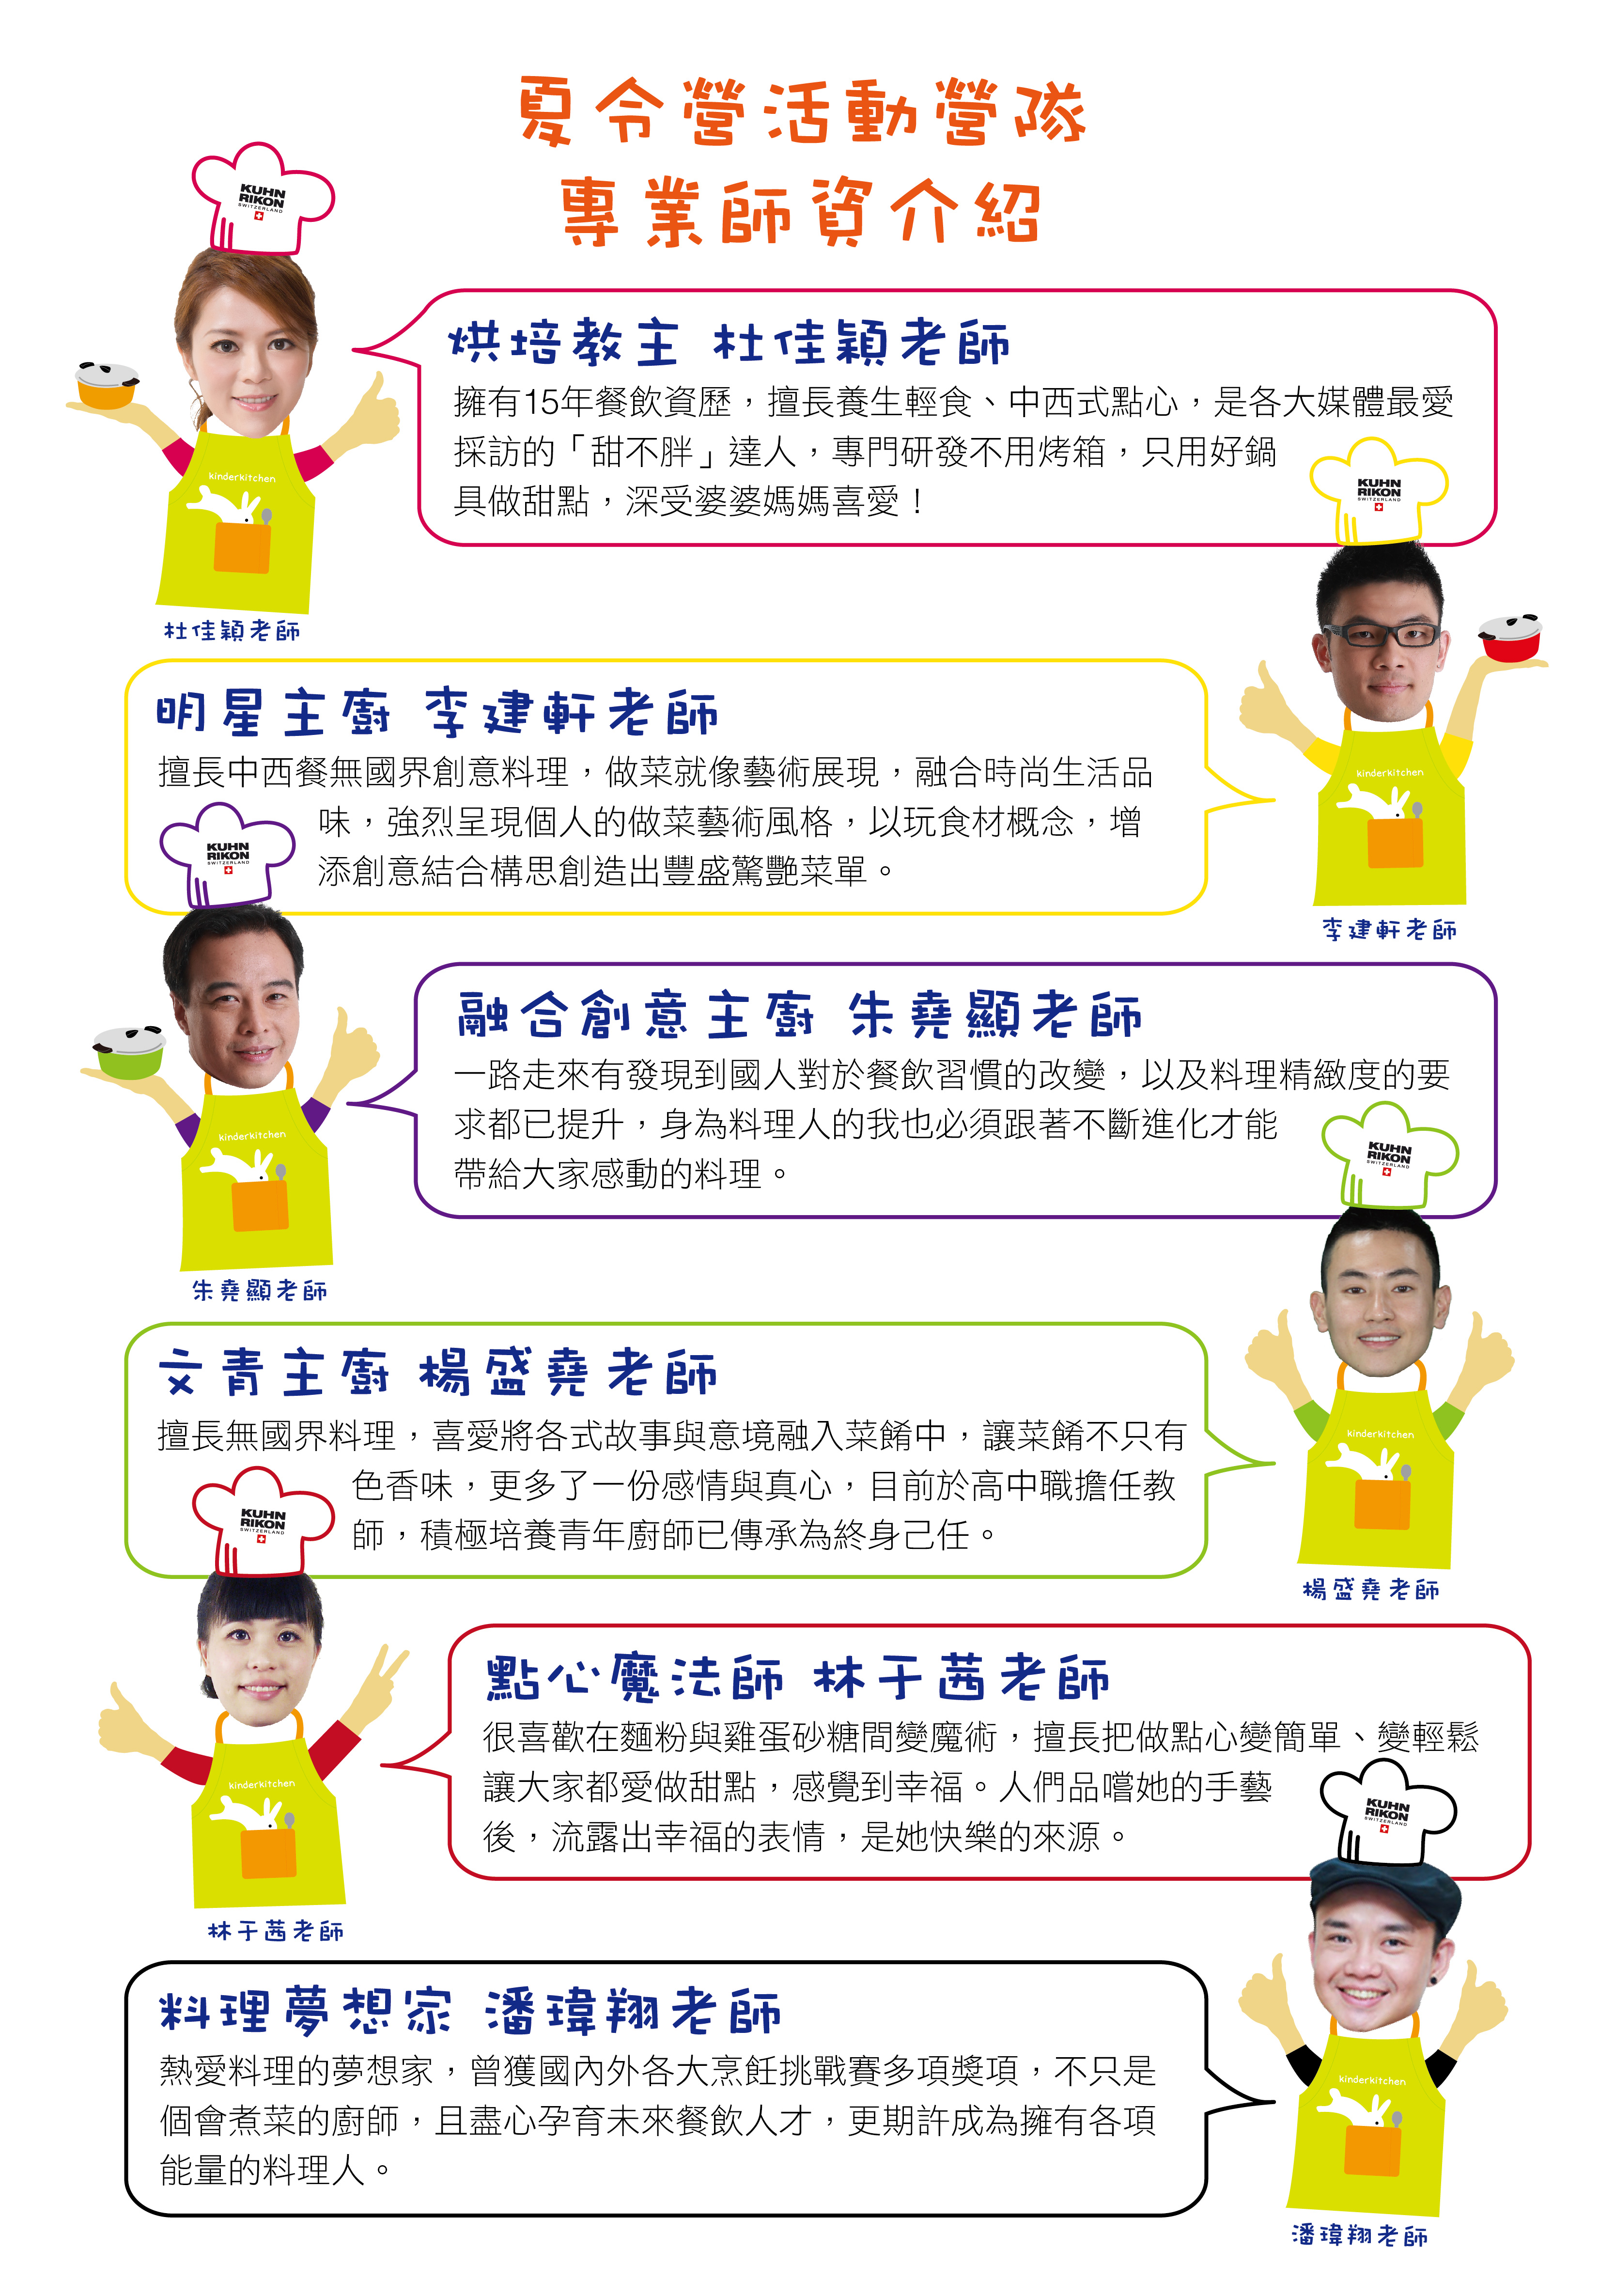 夏令營活動營隊
專業師資介紹
KUHN
RIKON
SWITZERLAND
烘培教主 杜佳穎老師
擁有15年餐飲資歷，擅長養生輕食、中西式點心，是各大媒體最愛
採訪的「甜不胖」達人，專門研發不用烤箱，只用好鍋
具做甜點，深受婆婆媽媽喜愛！
kinderkitchen
杜佳穎老師
KUHN
RIKON
SWITZERLAND
明星主廚 李建軒老師
擅長中西餐無國界創意料理，做菜就像藝術展現，融合時尚生活品
味，強烈呈現個人的做菜藝術風格，以玩食材概念，增
添創意結合構思創造出豐盛驚艷菜單。
kinderkitchen
李建軒老師
KUHN
RIKON
SWITZERLAND
融合創意主廚 朱堯顯老師
一路走來有發現到國人對於餐飲習慣的改變，以及料理精緻度的要
求都已提升，身為料理人的我也必須跟著不斷進化才能
帶給大家感動的料理。
kinderkitchen
朱堯顯老師
KUHN
RIKON
SWITZERLAND
文青主廚 楊盛堯老師
擅長無國界料理，喜愛將各式故事與意境融入菜餚中，讓菜餚不只有
色香味，更多了一份感情與真心，目前於高中職擔任教
師，積極培養青年廚師已傳承為終身己任。
kinderkitchen
楊盛堯老師
KUHN
RIKON
SWITZERLAND
點心魔法師 林于茜老師
很喜歡在麵粉與雞蛋砂糖間變魔術，擅長把做點心變簡單、變輕鬆
讓大家都愛做甜點，感覺到幸福。人們品嚐她的手藝
後，流露出幸福的表情，是她快樂的來源。
kinderkitchen
林于茜老師
KUHN
RIKON
SWITZERLAND
料理夢想家 潘瑋翔老師
熱愛料理的夢想家，曾獲國內外各大烹飪挑戰賽多項獎項，不只是
個會煮菜的廚師，且盡心孕育未來餐飲人才，更期許成為擁有各項
能量的料理人。
kinderkitchen
潘瑋翔老師